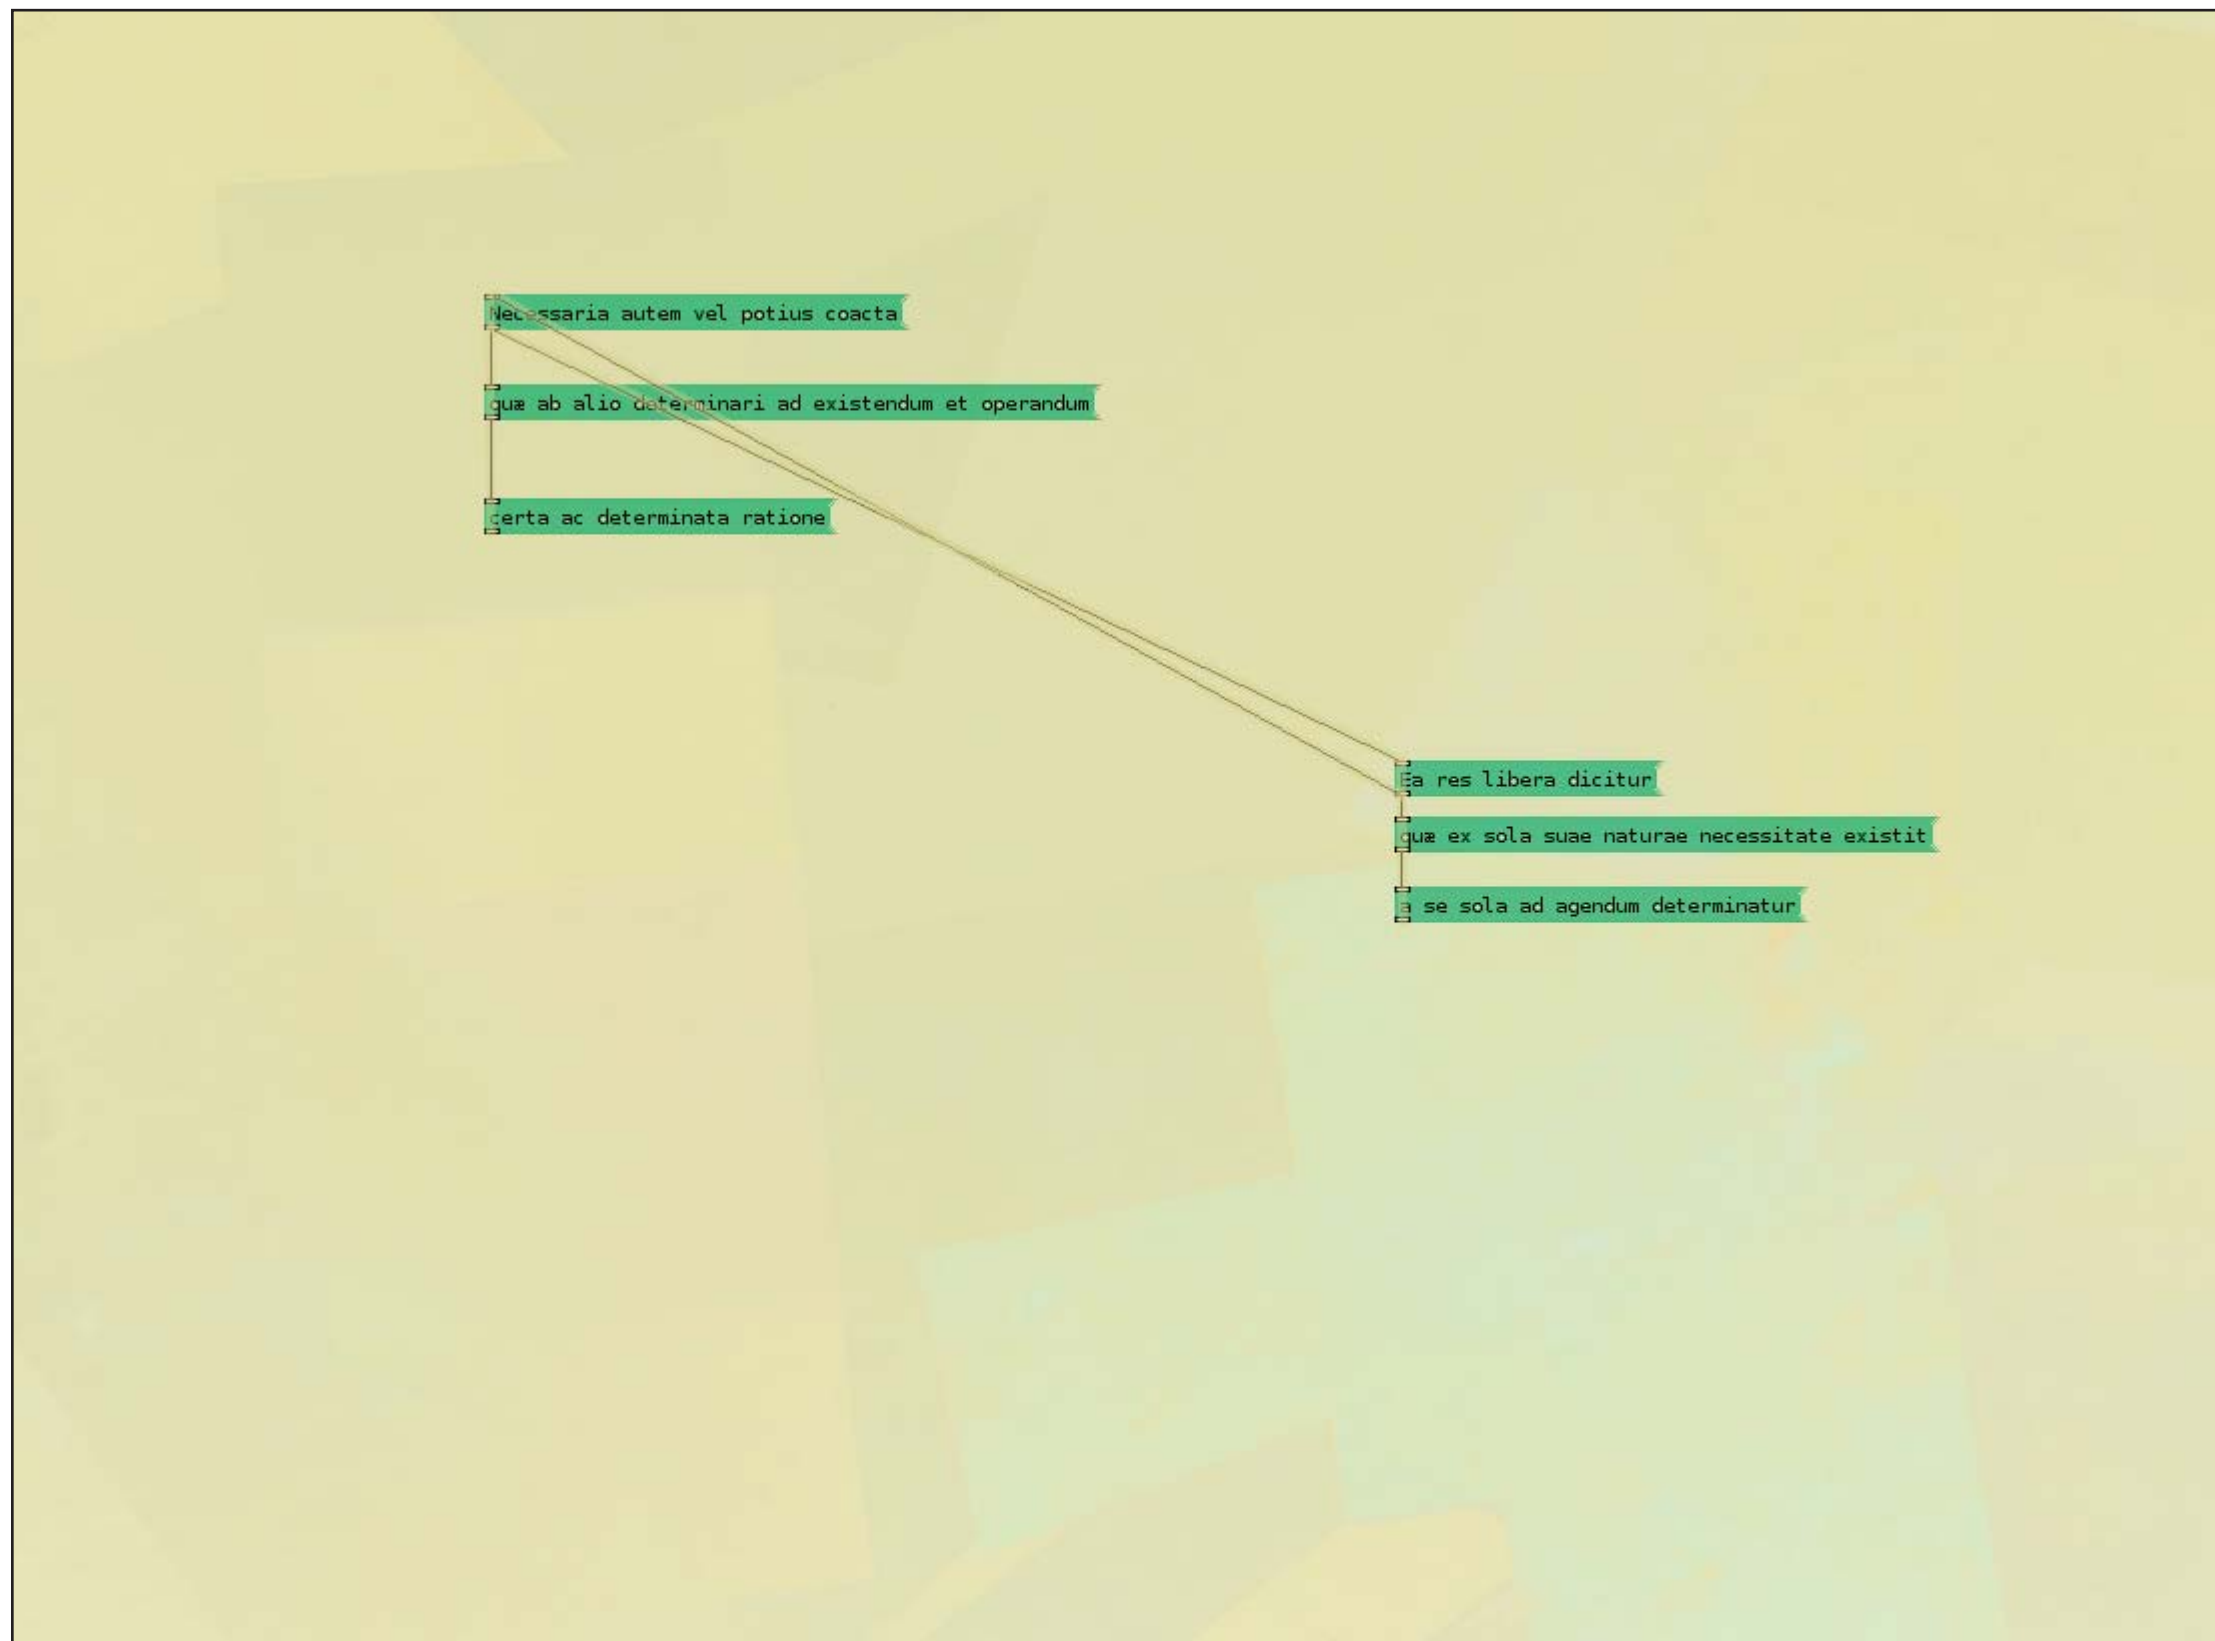 Necessaria autem vel potius coacta
quæ ab alio determinari ad existendum et operandum
certa ac determinata ratione
Ea res libera dicitur
quæ ex sola suae naturae necessitate existit
a se sola ad agendum determinatur